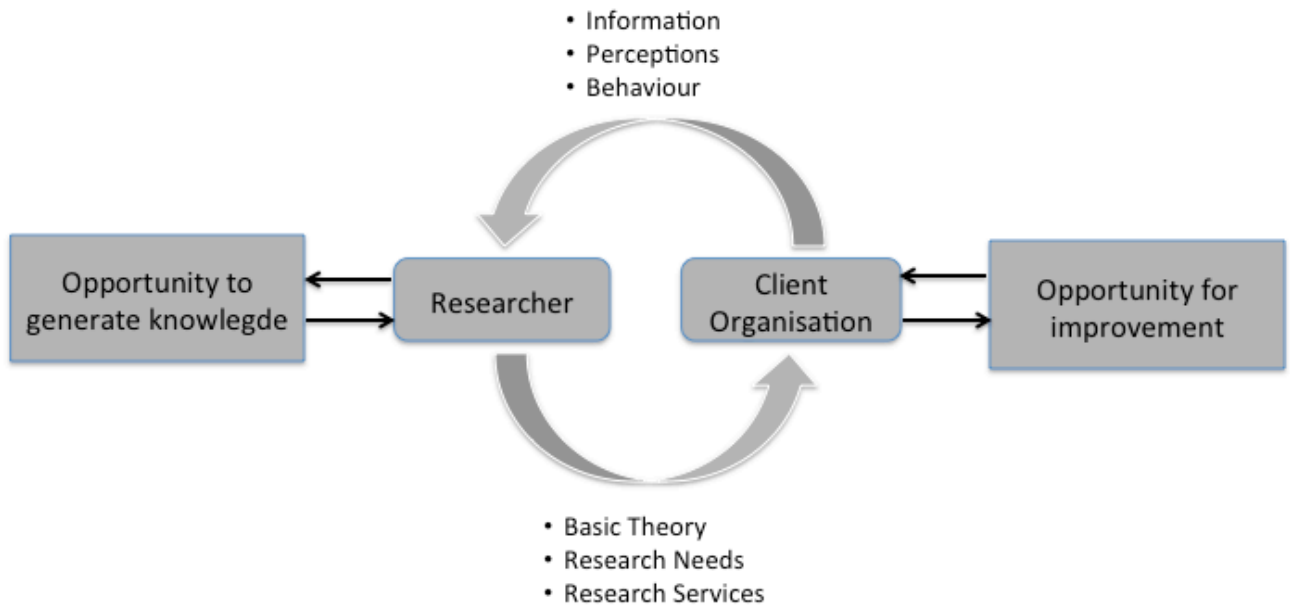 • Information
• Perceptions
• Behaviour
Opportunity to
generate knowlegde
Researcher
Client
Organisation
Opportunity for
improvement
• Basic Theory
• Research Needs
• Research Services